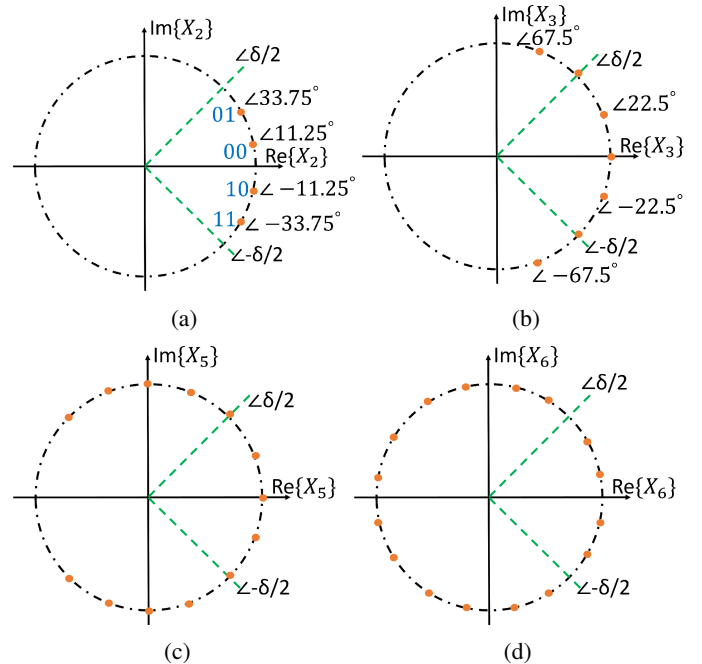 Im{X₂}
∠δ/2
∠33.75°
01
∠11.25°
00
Re{X₂}
10
∠ −11.25°
11
∠ −33.75°
∠-δ/2
(a)
Im{X₃}
∠67.5°
∠δ/2
∠22.5°
Re{X₃}
∠ −22.5°
∠-δ/2
∠ −67.5°
(b)
Im{X₅}
∠δ/2
Re{X₅}
∠-δ/2
(c)
Im{X₆}
∠δ/2
Re{X₆}
∠-δ/2
(d)